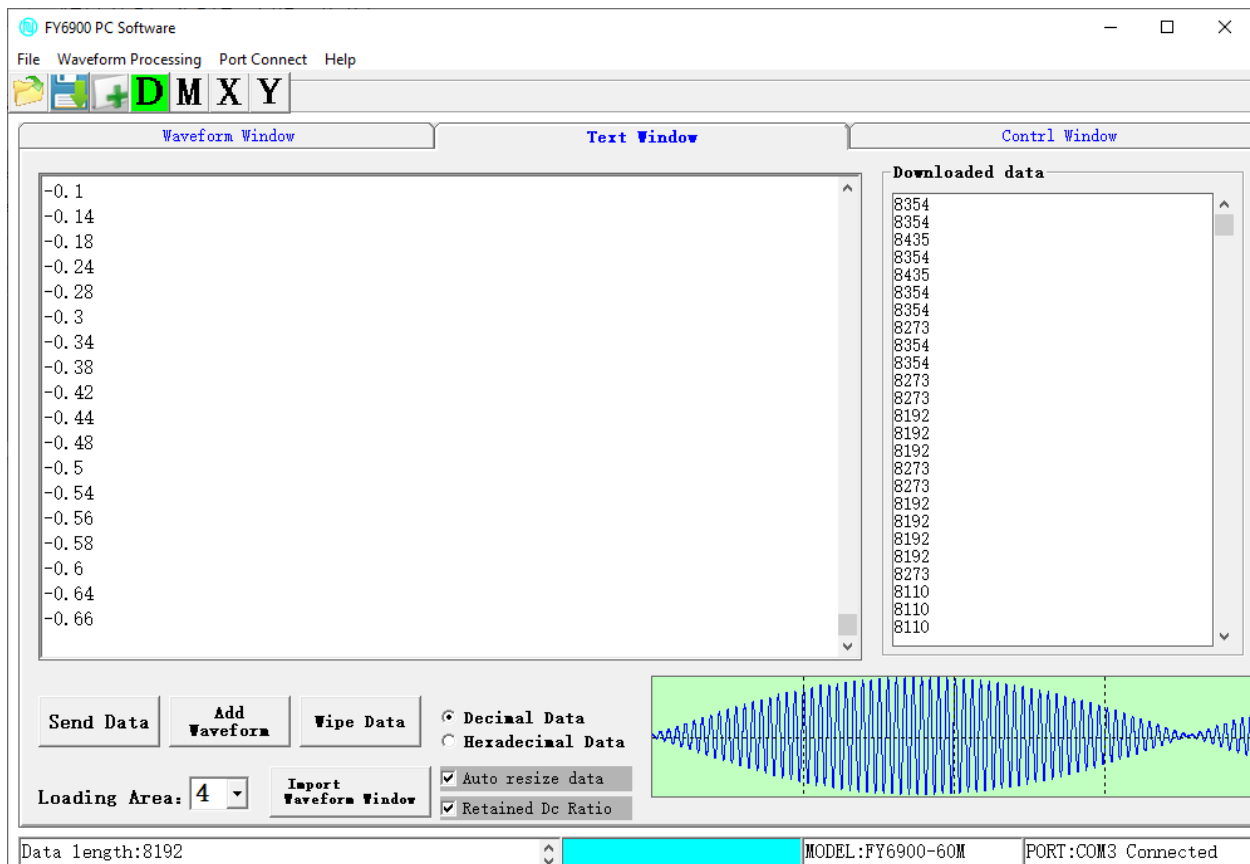 FY6900 PC Software
File Waveform Processing Port Connect Help
D M X Y
Waveform Window Text Window Contrl Window
-0.1
-0.14
-0.18
-0.24
-0.28
-0.3
-0.34
-0.38
-0.42
-0.44
-0.48
-0.5
-0.54
-0.56
-0.58
-0.6
-0.64
-0.66
Downloaded data
8354
8354
8435
8354
8435
8354
8354
8273
8354
8354
8273
8273
8192
8192
8192
8273
8273
8192
8192
8192
8192
8273
8110
8110
8110
Send Data
Add
Waveform
Wipe Data
Decimal Data
Hexadecimal Data
Loading Area: 4
Import
Waveform Window
Auto resize data
Retained Dc Ratio
Data length:8192
MODEL:FY6900-60M
PORT:COM3 Connected